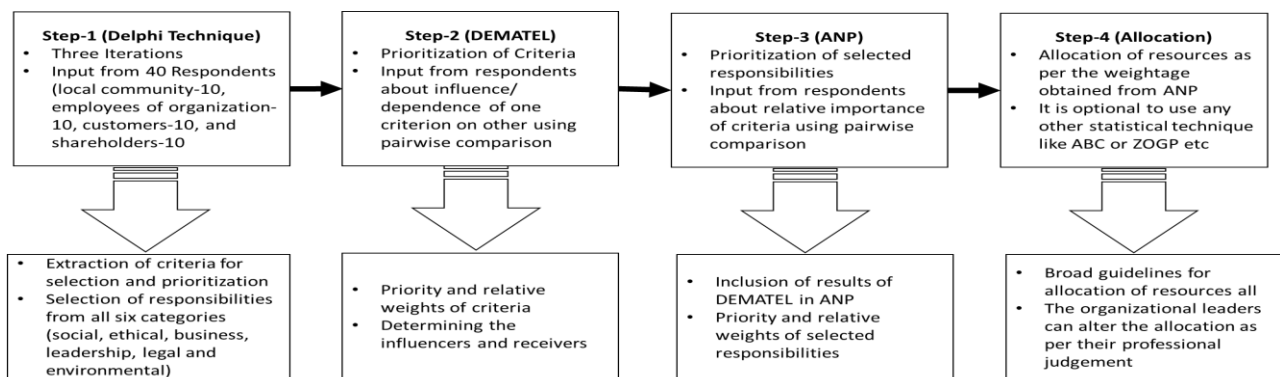 Step-1 (Delphi Technique)
• Three Iterations
• Input from 40 Respondents
(local community-10,
employees of organization-
10, customers-10, and
shareholders-10
Step-2 (DEMATEL)
• Prioritization of Criteria
• Input from respondents
about influence/
dependence of one
criterion on other using
pairwise comparison
Step-3 (ANP)
• Prioritization of selected
responsibilities
• Input from respondents
about relative importance
of criteria using pairwise
comparison
Step-4 (Allocation)
• Allocation of resources as
per the weightage
obtained from ANP
• It is optional to use any
other statistical technique
like ABC or ZOGP etc
• Extraction of criteria for
selection and prioritization
• Selection of responsibilities
from all six categories
(social, ethical, business,
leadership, legal and
environmental)
• Priority and relative
weights of criteria
• Determining the
influencers and receivers
• Inclusion of results of
DEMATEL in ANP
• Priority and relative
weights of selected
responsibilities
• Broad guidelines for
allocation of resources all
• The organizational leaders
can alter the allocation as
per their professional
judgement